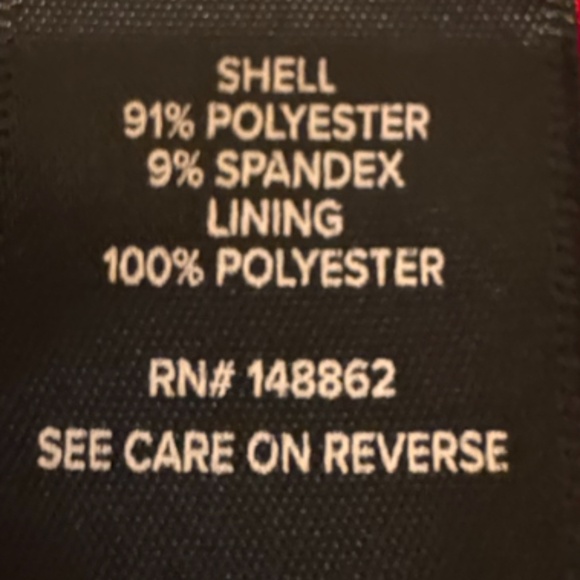 SHELL
91% POLYESTER
9% SPANDEX
LINING
100% POLYESTER
RN# 148862
SEE CARE ON REVERSE